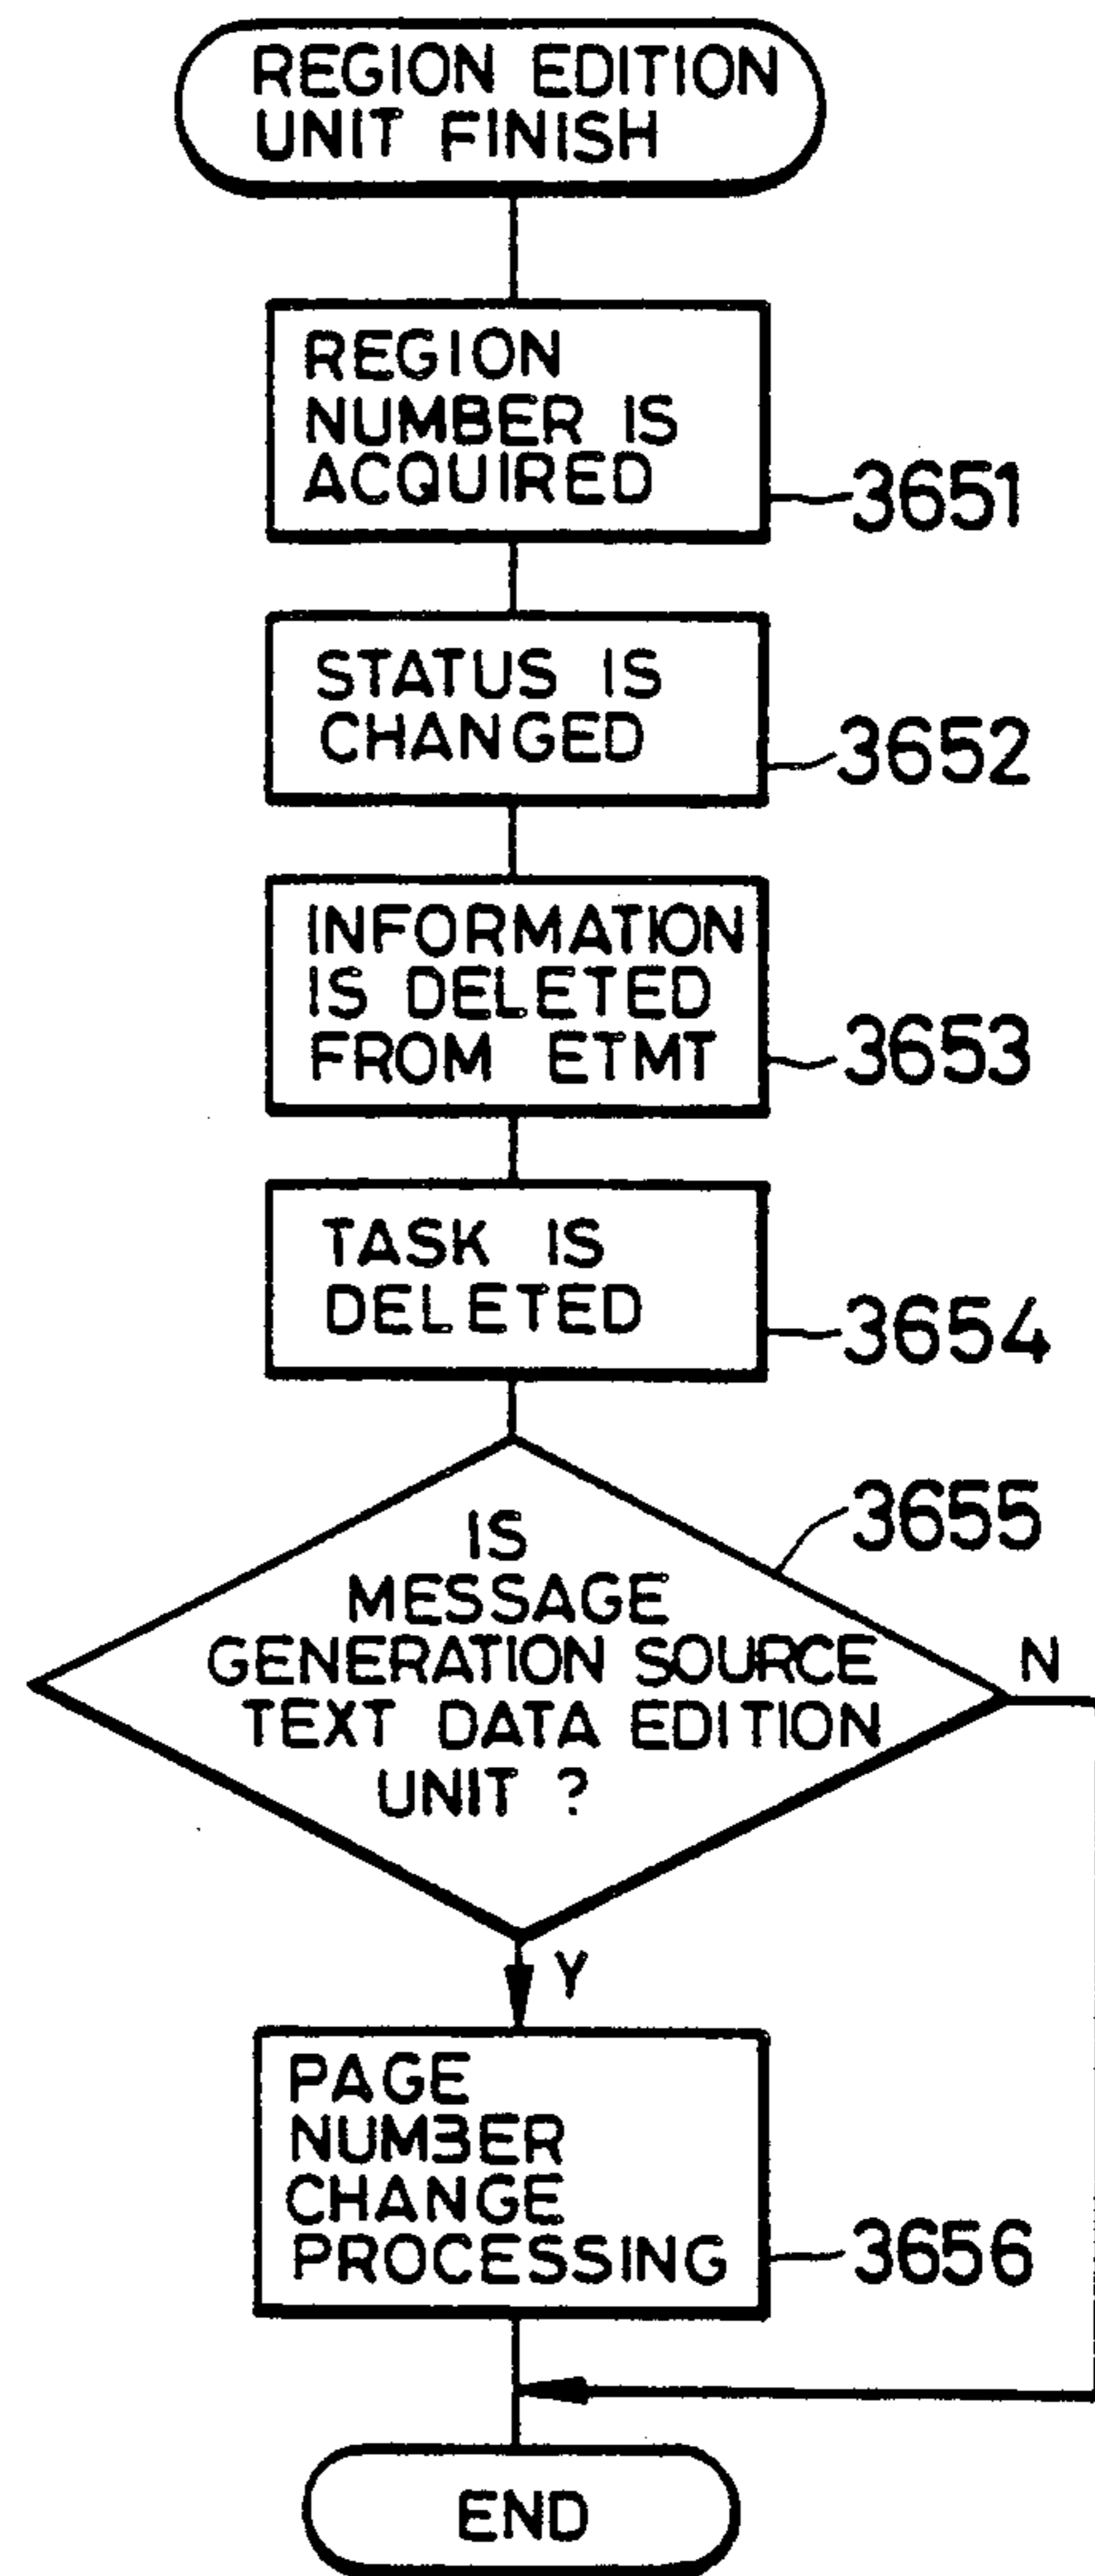 REGION EDITION
UNIT FINISH
REGION
NUMBER IS
ACQUIRED
3651
STATUS IS
CHANGED
3652
INFORMATION
IS DELETED
FROM ETMT
3653
TASK IS
DELETED
3654
3655
IS
MESSAGE
GENERATION SOURCE
TEXT DATA EDITION
UNIT ?
N
Y
PAGE
NUMBER
CHANGE
PROCESSING
3656
END